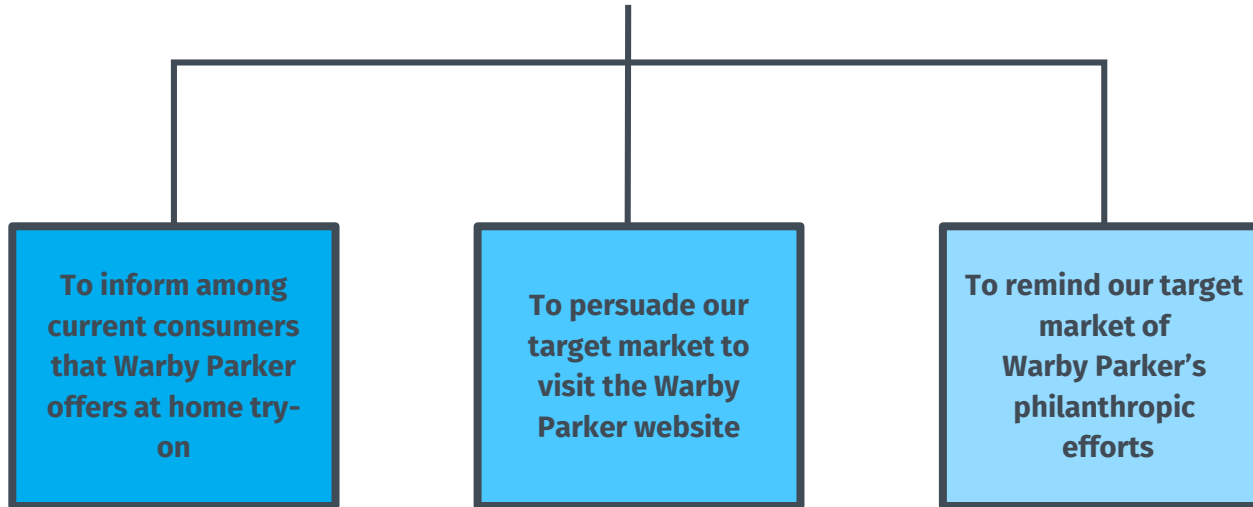 To inform among
current consumers
that Warby Parker
offers at home try-
on
To persuade our
target market to
visit the Warby
Parker website
To remind our target
market of
Warby Parker’s
philanthropic
efforts